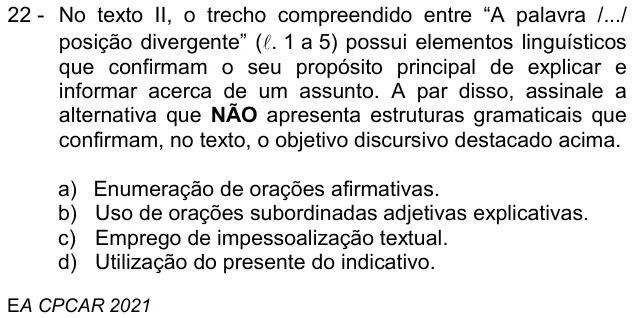 22 - No texto II, o trecho compreendido entre “A palavra /.../
posição divergente” (ℓ. 1 a 5) possui elementos linguísticos
que confirmam o seu propósito principal de explicar e
informar acerca de um assunto. A par disso, assinale a
alternativa que NÃO apresenta estruturas gramaticais que
confirmam, no texto, o objetivo discursivo destacado acima.
a) Enumeração de orações afirmativas.
b) Uso de orações subordinadas adjetivas explicativas.
c) Emprego de impessoalização textual.
d) Utilização do presente do indicativo.
EA CPCAR 2021